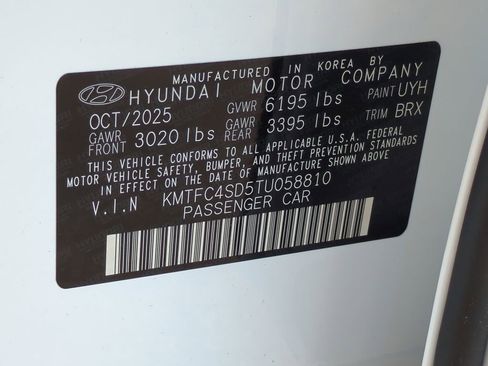 MANUFACTURED IN KOREA BY
HYUNDAI MOTOR COMPANY
OCT/2025 GVWR 6195 lbs PAINT UYH
GAWR FRONT 3020 lbs GAWR REAR 3395 lbs TRIM BRX
THIS VEHICLE CONFORMS TO ALL APPLICABLE U.S.A. FEDERAL
MOTOR VEHICLE SAFETY, BUMPER, AND THEFT PREVENTION STANDARDS
IN EFFECT ON THE DATE OF MANUFACTURE SHOWN ABOVE
V.I.N KMTFC4SD5TU058810
PASSENGER CAR